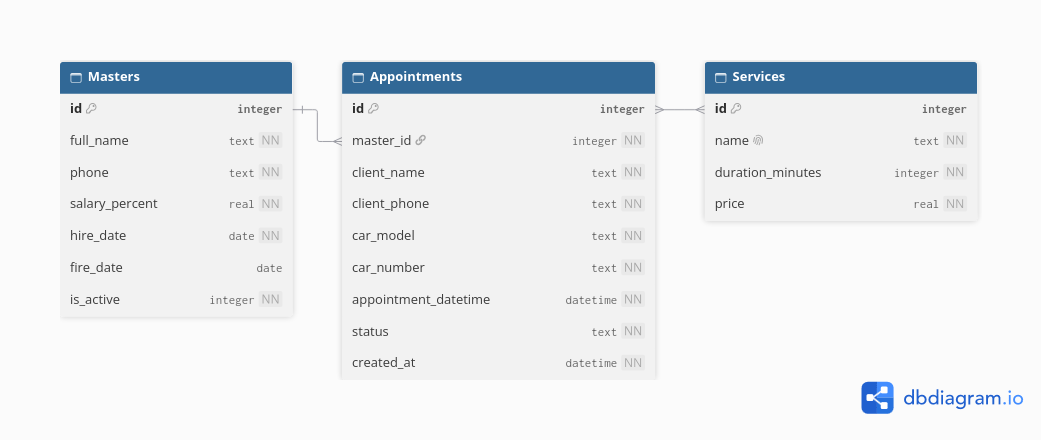 Masters
id integer
full_name text NN
phone text NN
salary_percent real NN
hire_date date NN
fire_date date
is_active integer NN
Appointments
id integer
master_id integer NN
client_name text NN
client_phone text NN
car_model text NN
car_number text NN
appointment_datetime datetime NN
status text NN
created_at datetime NN
Services
id integer
name text NN
duration_minutes integer NN
price real NN
dbdiagram.io